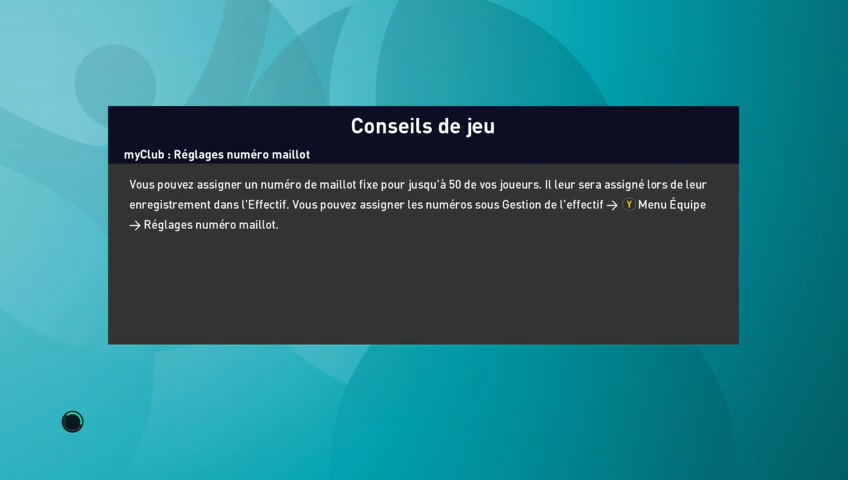 Conseils de jeu
myClub : Réglages numéro maillot
Vous pouvez assigner un numéro de maillot fixe pour jusqu'à 50 de vos joueurs. Il leur sera assigné lors de leur
enregistrement dans l'Effectif. Vous pouvez assigner les numéros sous Gestion de l'effectif → Y Menu Équipe
→ Réglages numéro maillot.